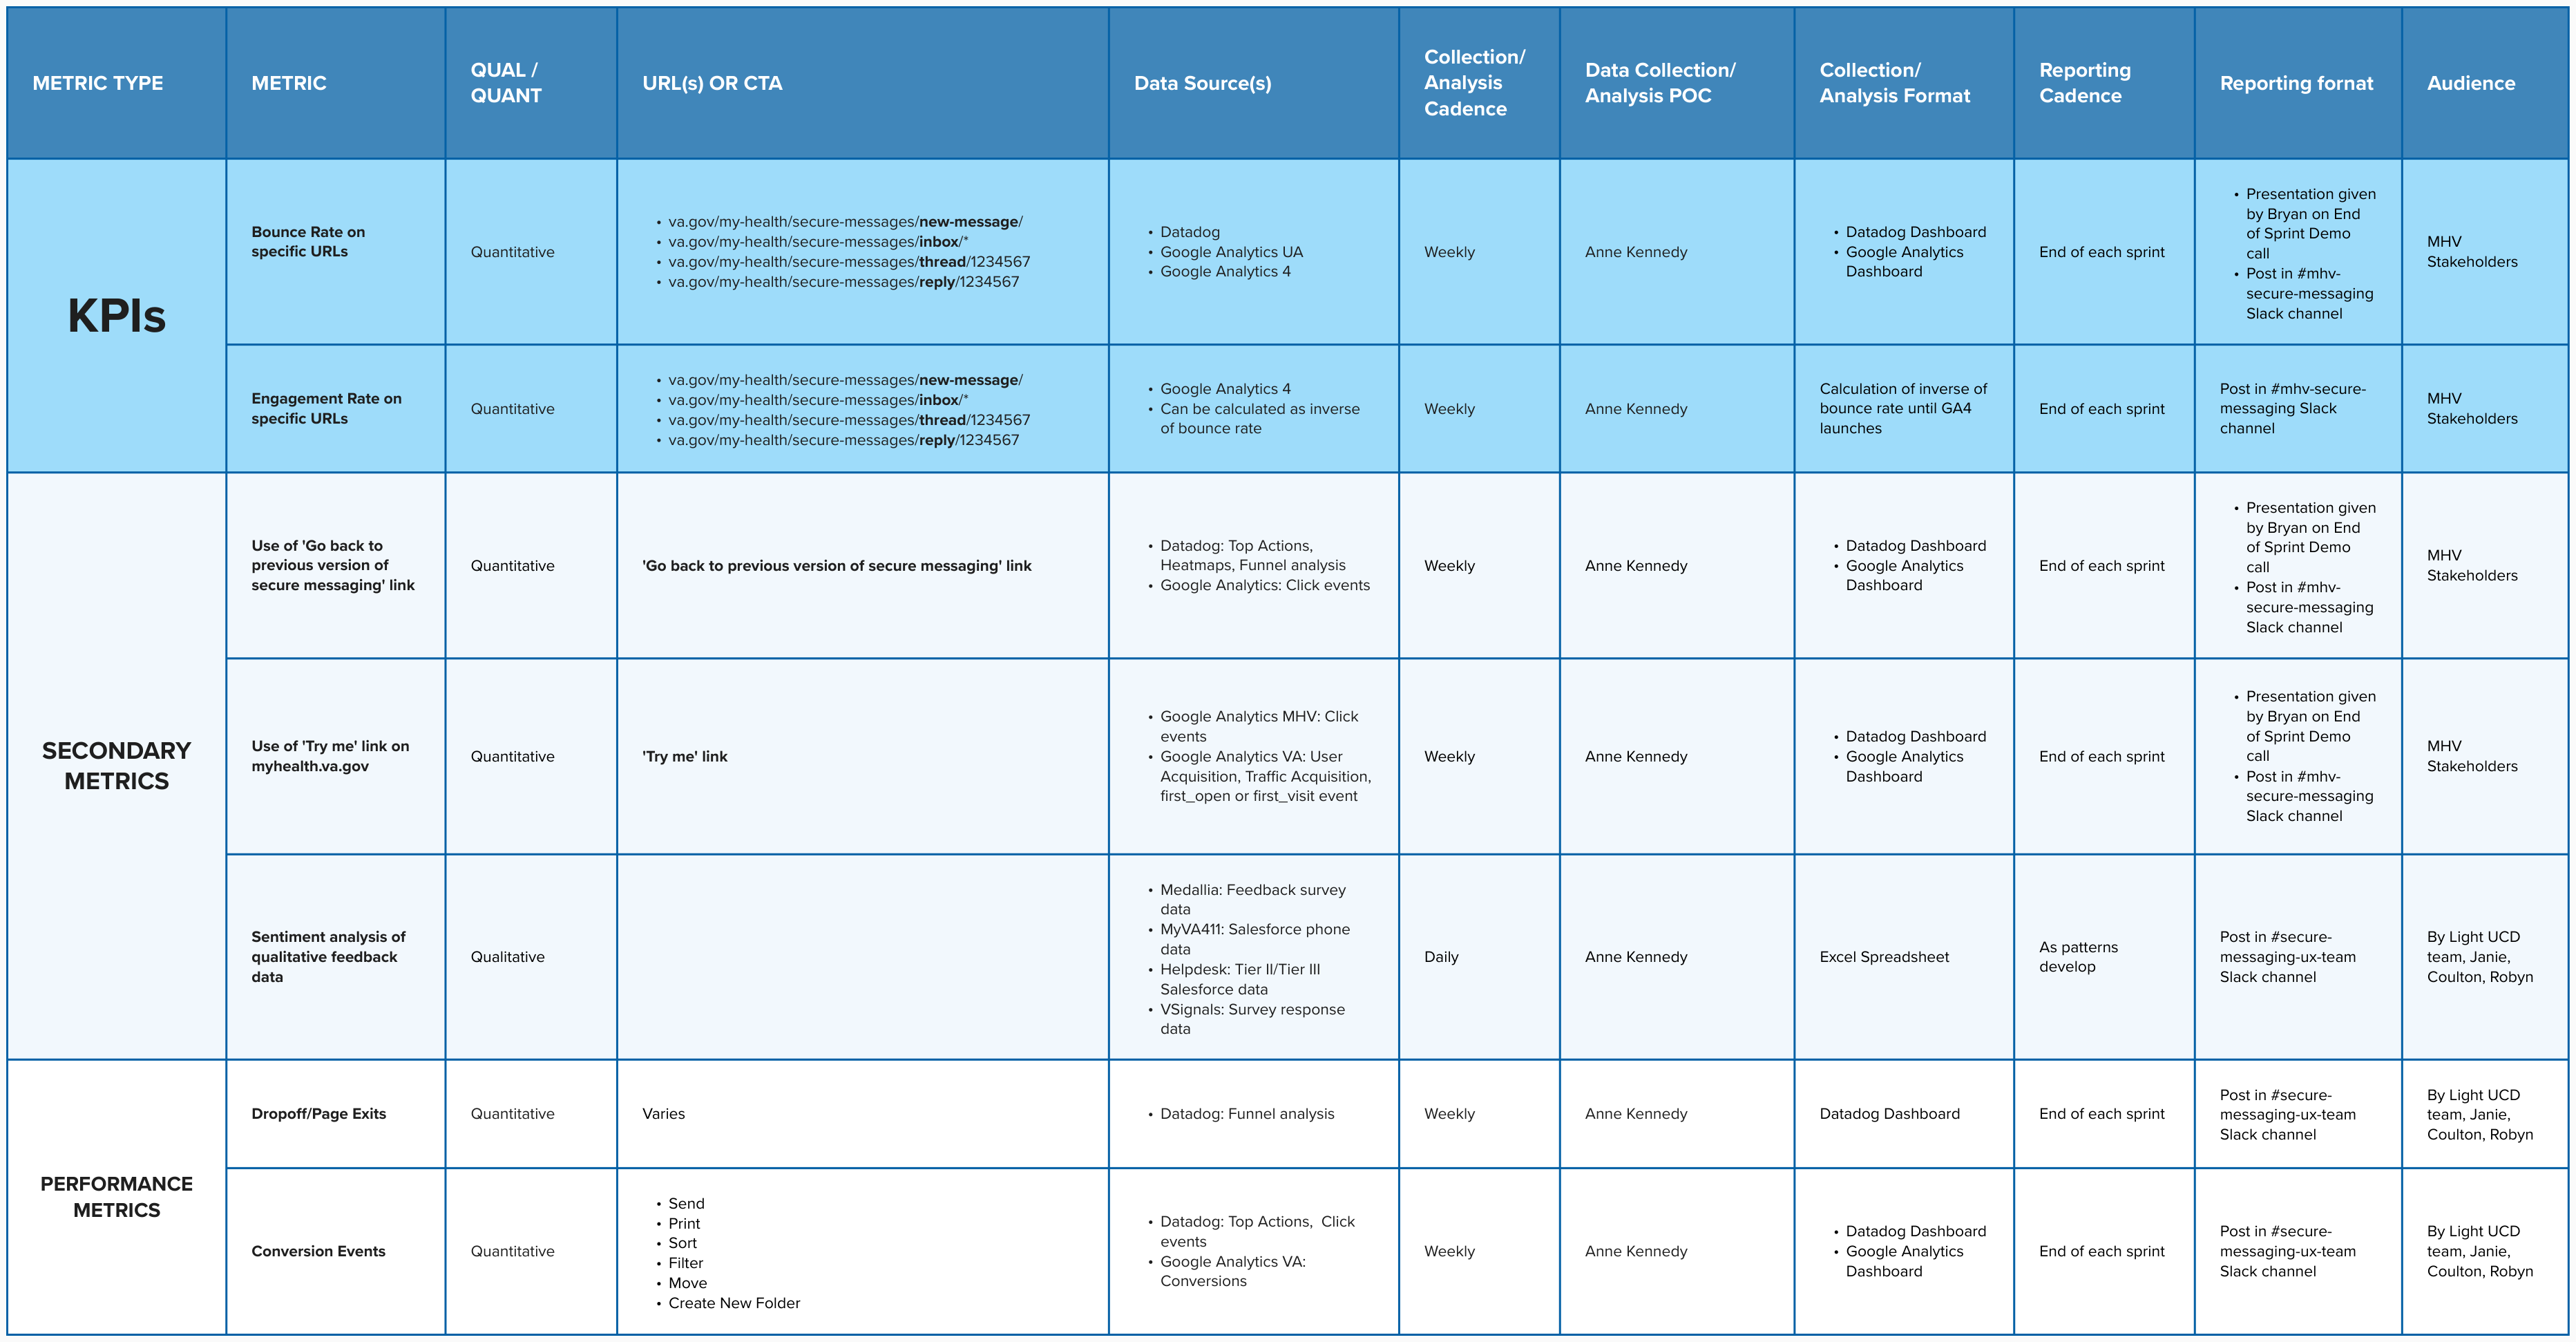 METRIC TYPE
METRIC
QUAL /
QUANT
URL(s) OR CTA
Data Source(s)
Collection/
Analysis
Cadence
Data Collection/
Analysis POC
Collection/
Analysis Format
Reporting
Cadence
Reporting fornat
Audience
KPIs
Bounce Rate on
specific URLs
Quantitative
• va.gov/my-health/secure-messages/new-message/
• va.gov/my-health/secure-messages/inbox/*
• va.gov/my-health/secure-messages/thread/1234567
• va.gov/my-health/secure-messages/reply/1234567
• Datadog
• Google Analytics UA
• Google Analytics 4
Weekly
Anne Kennedy
• Datadog Dashboard
• Google Analytics
Dashboard
End of each sprint
• Presentation given
by Bryan on End
of Sprint Demo
call
• Post in #mhv-
secure-messaging
Slack channel
MHV
Stakeholders
Engagement Rate on
specific URLs
Quantitative
• va.gov/my-health/secure-messages/new-message/
• va.gov/my-health/secure-messages/inbox/*
• va.gov/my-health/secure-messages/thread/1234567
• va.gov/my-health/secure-messages/reply/1234567
• Google Analytics 4
• Can be calculated as inverse
of bounce rate
Weekly
Anne Kennedy
Calculation of inverse of
bounce rate until GA4
launches
End of each sprint
Post in #mhv-secure-
messaging Slack
channel
MHV
Stakeholders
SECONDARY
METRICS
Use of 'Go back to
previous version of
secure messaging' link
Quantitative
'Go back to previous version of secure messaging' link
• Datadog: Top Actions,
Heatmaps, Funnel analysis
• Google Analytics: Click events
Weekly
Anne Kennedy
• Datadog Dashboard
• Google Analytics
Dashboard
End of each sprint
• Presentation given
by Bryan on End
of Sprint Demo
call
• Post in #mhv-
secure-messaging
Slack channel
MHV
Stakeholders
Use of 'Try me' link on
myhealth.va.gov
Quantitative
'Try me' link
• Google Analytics MHV: Click
events
• Google Analytics VA: User
Acquisition, Traffic Acquisition,
first_open or first_visit event
Weekly
Anne Kennedy
• Datadog Dashboard
• Google Analytics
Dashboard
End of each sprint
• Presentation given
by Bryan on End
of Sprint Demo
call
• Post in #mhv-
secure-messaging
Slack channel
MHV
Stakeholders
Sentiment analysis of
qualitative feedback
data
Qualitative
• Medallia: Feedback survey
data
• MyVA411: Salesforce phone
data
• Helpdesk: Tier II/Tier III
Salesforce data
• VSignals: Survey response
data
Daily
Anne Kennedy
Excel Spreadsheet
As patterns
develop
Post in #secure-
messaging-ux-team
Slack channel
By Light UCD
team, Janie,
Coulton, Robyn
PERFORMANCE
METRICS
Dropoff/Page Exits
Quantitative
Varies
• Datadog: Funnel analysis
Weekly
Anne Kennedy
Datadog Dashboard
End of each sprint
Post in #secure-
messaging-ux-team
Slack channel
By Light UCD
team, Janie,
Coulton, Robyn
Conversion Events
Quantitative
• Send
• Print
• Sort
• Filter
• Move
• Create New Folder
• Datadog: Top Actions, Click
events
• Google Analytics VA:
Conversions
Weekly
Anne Kennedy
• Datadog Dashboard
• Google Analytics
Dashboard
End of each sprint
Post in #secure-
messaging-ux-team
Slack channel
By Light UCD
team, Janie,
Coulton, Robyn